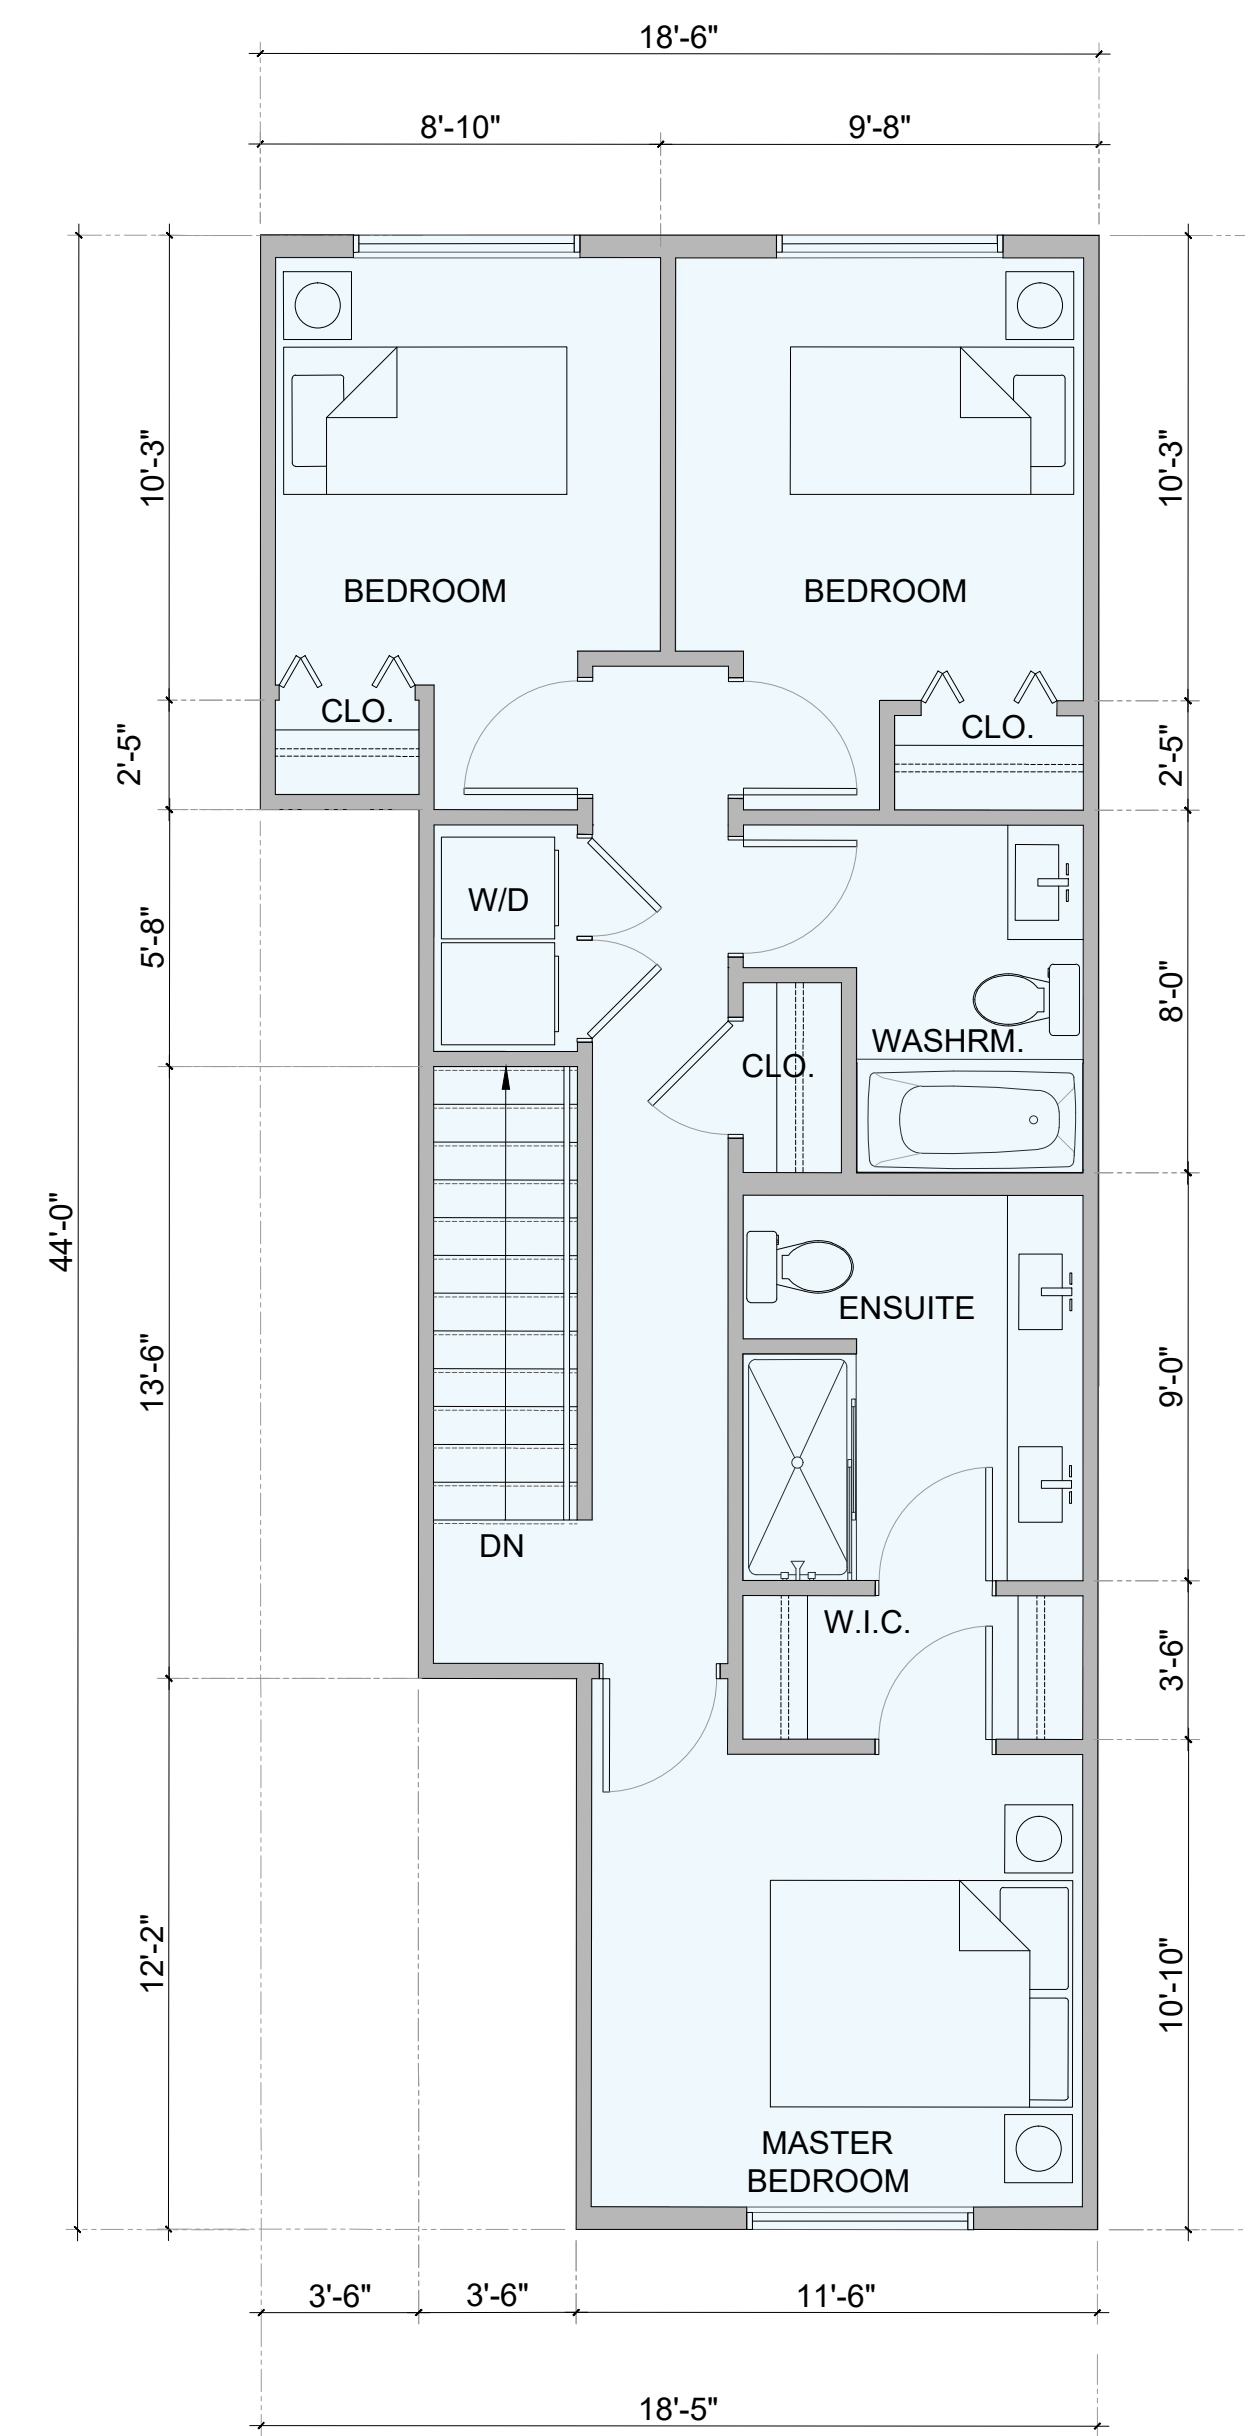 18'-6"
8'-10"
9'-8"
10'-3"
10'-3"
BEDROOM
BEDROOM
CLO.
CLO.
2'-5"
2'-5"
W/D
5'-8"
8'-0"
WASHRM.
CLO.
44'-0"
ENSUITE
13'-6"
9'-0"
DN
W.I.C.
3'-6"
12'-2"
10'-10"
MASTER
BEDROOM
3'-6"
3'-6"
11'-6"
18'-5"